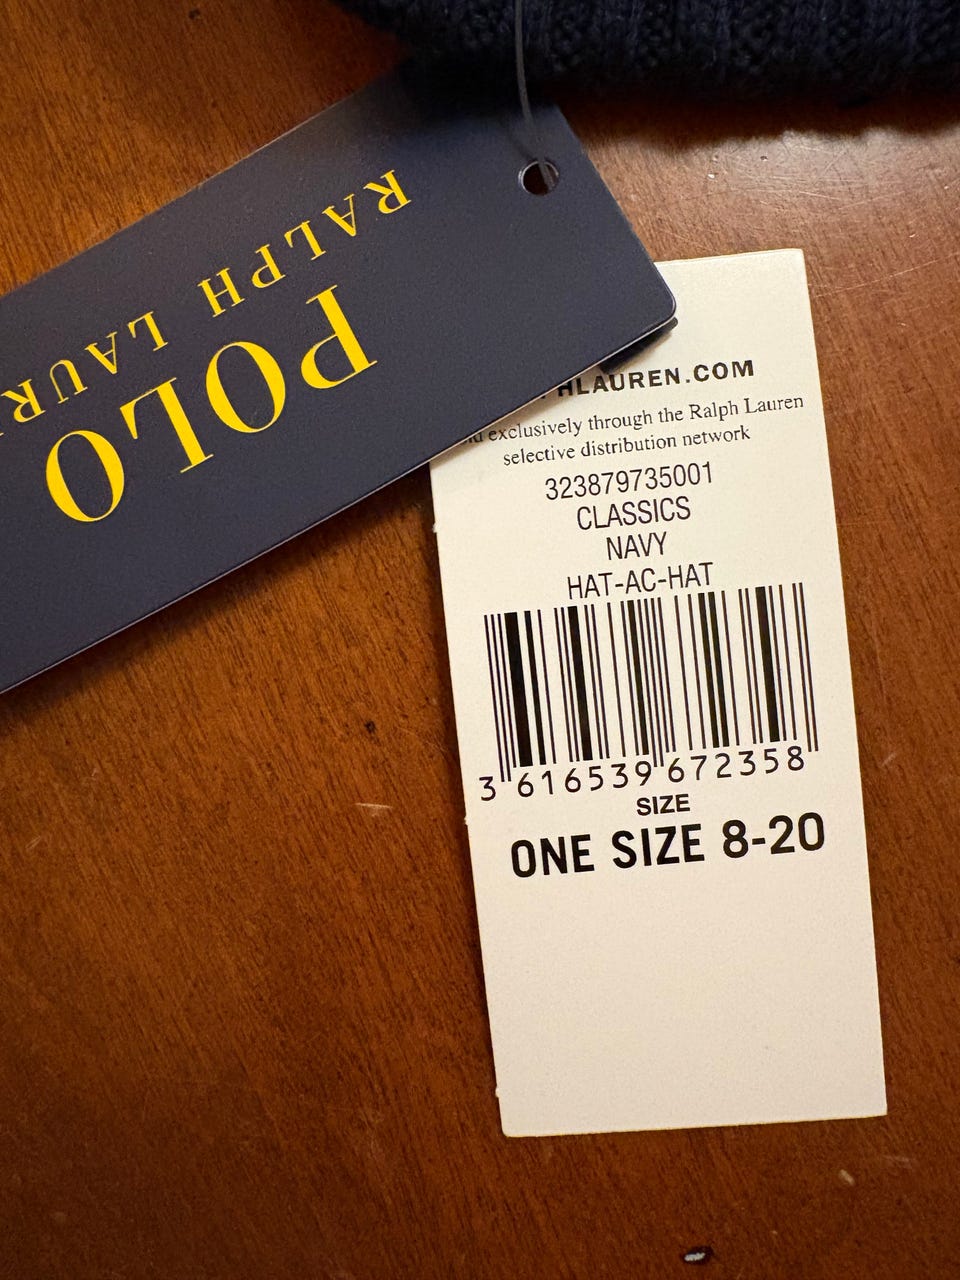 POLO
RALPH LAUR
HLAUREN.COM
exclusively through the Ralph Lauren
selective distribution network
323879735001
CLASSICS
NAVY
HAT-AC-HAT
3 616539 672358
SIZE
ONE SIZE 8-20